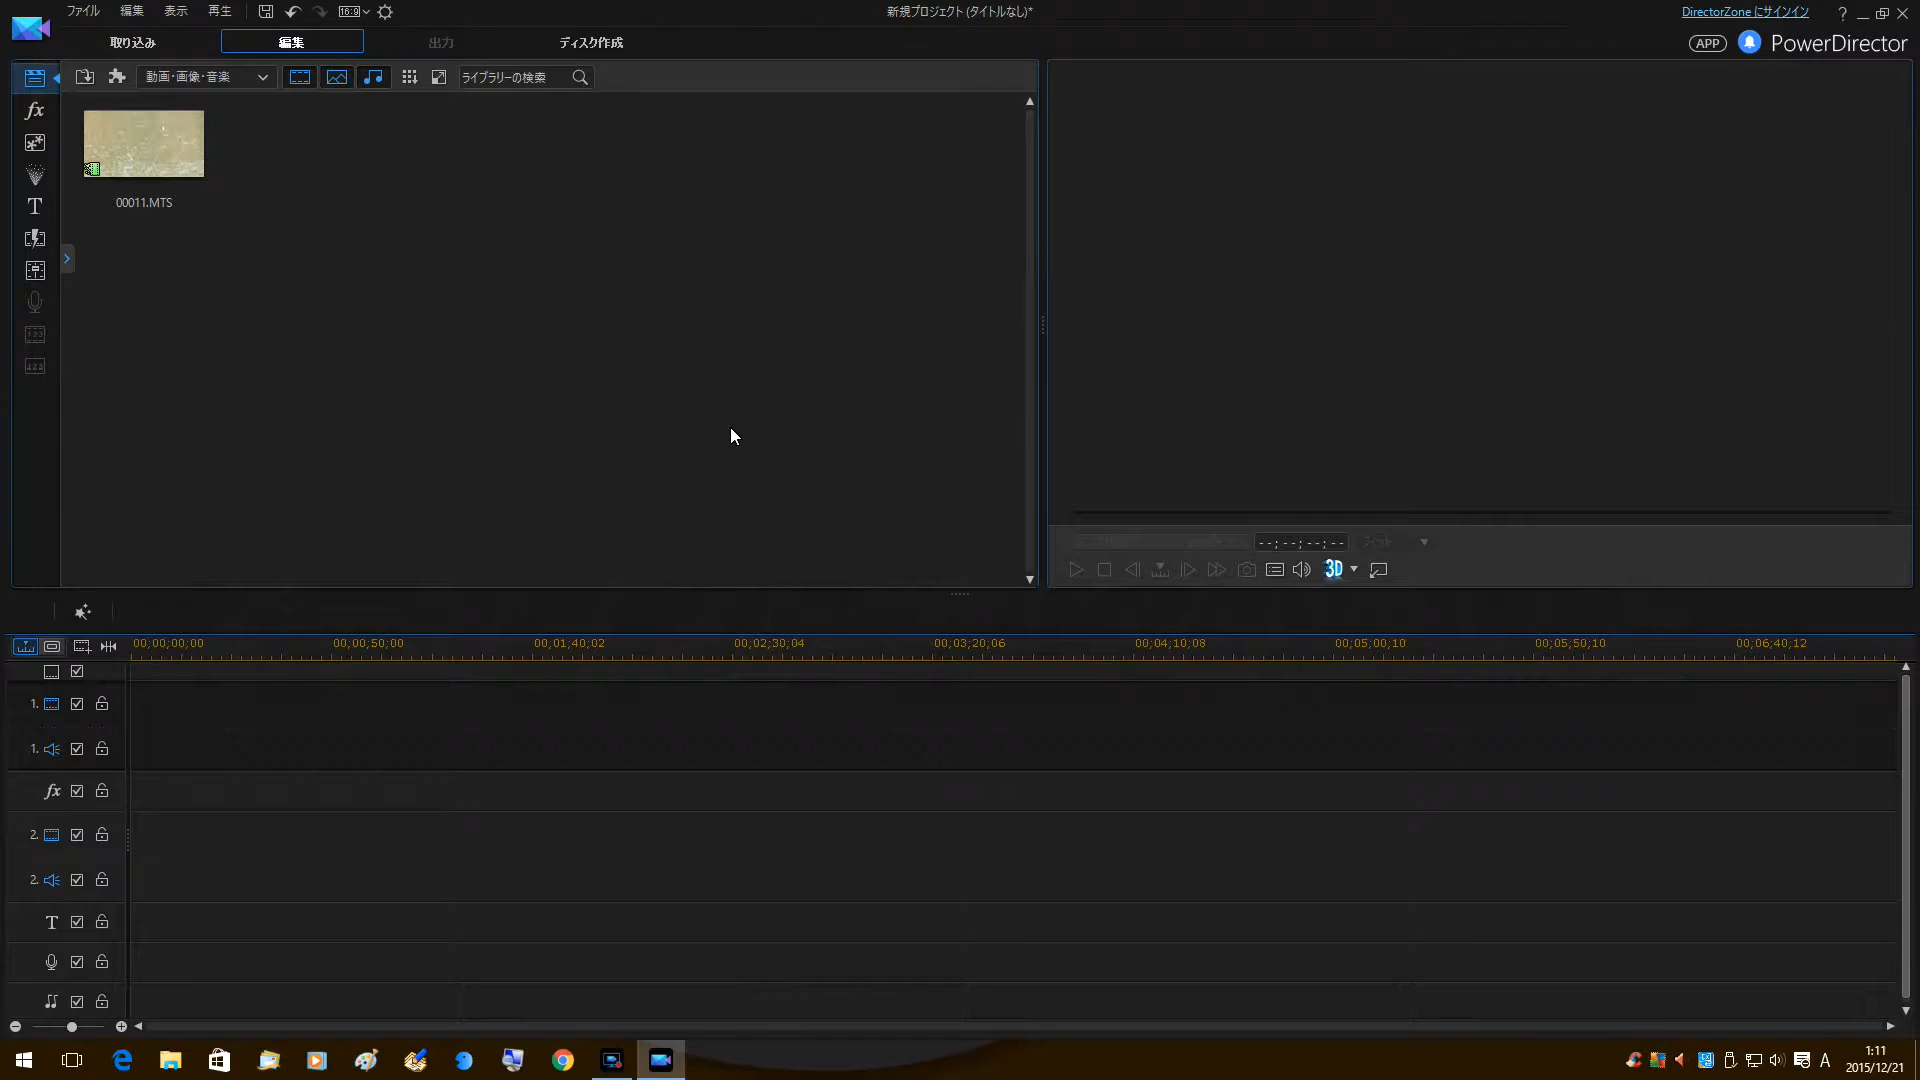 ファイル 編集 表示 再生 16:9 新規プロジェクト (タイトルなし)* DirectorZone にサインイン ?
取り込み 編集 出力 ディスク作成 APP PowerDirector
動画・画像・音楽 ライブラリーの検索
fx
00011.MTS
T
--;--;--;--
3D
00;00;00;00 00;00;50;00 00;01;40;02 00;02;30;04 00;03;20;06 00;04;10;08 00;05;00;10 00;05;50;10 00;06;40;12
1.
1.
fx
2.
2.
T
A 1:11
2015/12/21